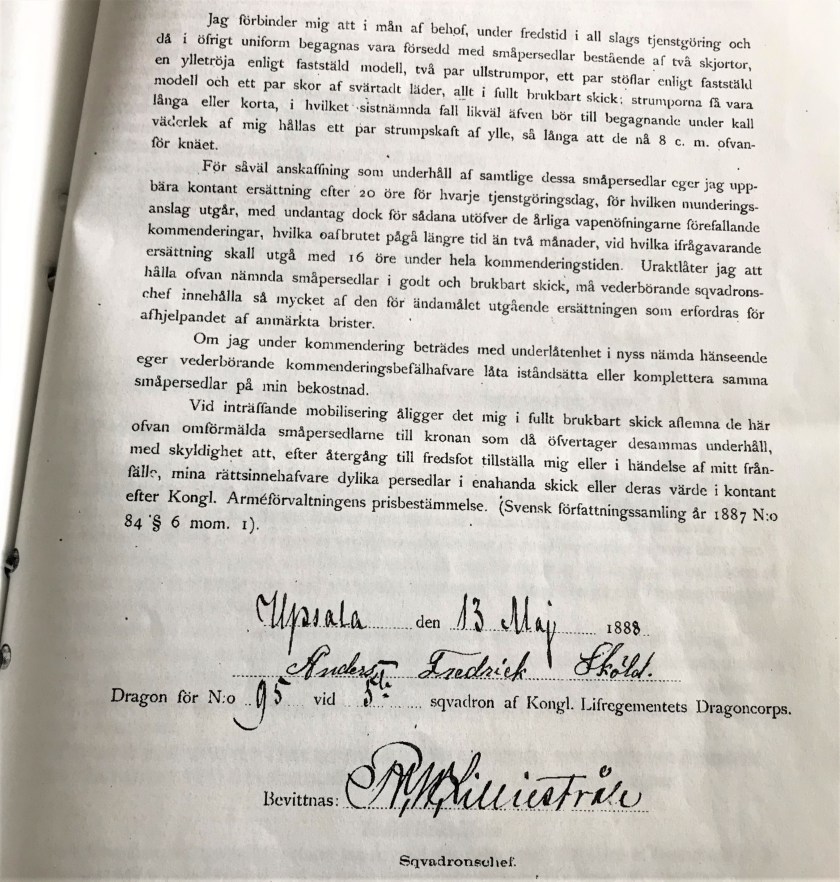 Jag förbinder mig att i mån af behof, under fredstid i all slags tjenstgöring och
då i öfrigt uniform begagnas vara försedd med småpersedlar bestående af två skjortor,
en ylletröja enligt faststäld modell, två par ullstrumpor, ett par stöflar enligt faststäld
modell och ett par skor af svärtadt läder, allt i fullt brukbart skick; strumporna få vara
långa eller korta, i hvilket sistnämnda fall likväl äfven bör till begagnande under kall
väderlek af mig hållas ett par strumpskaft af ylle, så långa att de nå 8 c. m. ofvan-
för knäet.
För såväl anskaffning som underhåll af samtlige dessa småpersedlar eger jag upp-
bära kontant ersättning efter 20 öre för hvarje tjenstgöringsdag, för hvilken munderings-
anslag utgår, med undantag dock för sådana utöfver de årliga vapenöfningarne förefallande
kommenderingar, hvilka oafbrutet pågå längre tid än två månader, vid hvilka ifrågavarande
ersättning skall utgå med 16 öre under hela kommenderingstiden. Uraktlåter jag att
hålla ofvan nämnda småpersedlar i godt och brukbart skick, må vederbörande sqvadrons-
chef innehålla så mycket af den för ändamålet utgående ersättningen som erfordras för
afhjelpandet af anmärkta brister.
Om jag under kommendering beträdes med underlåtenhet i nyss nämda hänseende
eger vederbörande kommenderingsbefälhafvare låta iståndsätta eller komplettera samma
småpersedlar på min bekostnad.
Vid inträffande mobilisering åligger det mig i fullt brukbart skick aflemna de här
ofvan omförmälda småpersedlarne till kronan som då öfvertager desammas underhåll,
med skyldighet att, efter återgång till fredsfot tillställa mig eller i händelse af mitt från-
fälle, mina rättsinnehafvare dylika persedlar i enahanda skick eller deras värde i kontant
efter Kongl. Arméförvaltningens prisbestämmelse. (Svensk författningssamling år 1887 N:o
84 § 6 mom. 1).
Upsala den 13 Maj 1888
Anders Fredrick Sköld.
Dragon för N:o 95 vid 5te sqvadron af Kongl. Lifregementets Dragoncorps.
Bevittnas: Lilliestråle
Sqvadronschef.